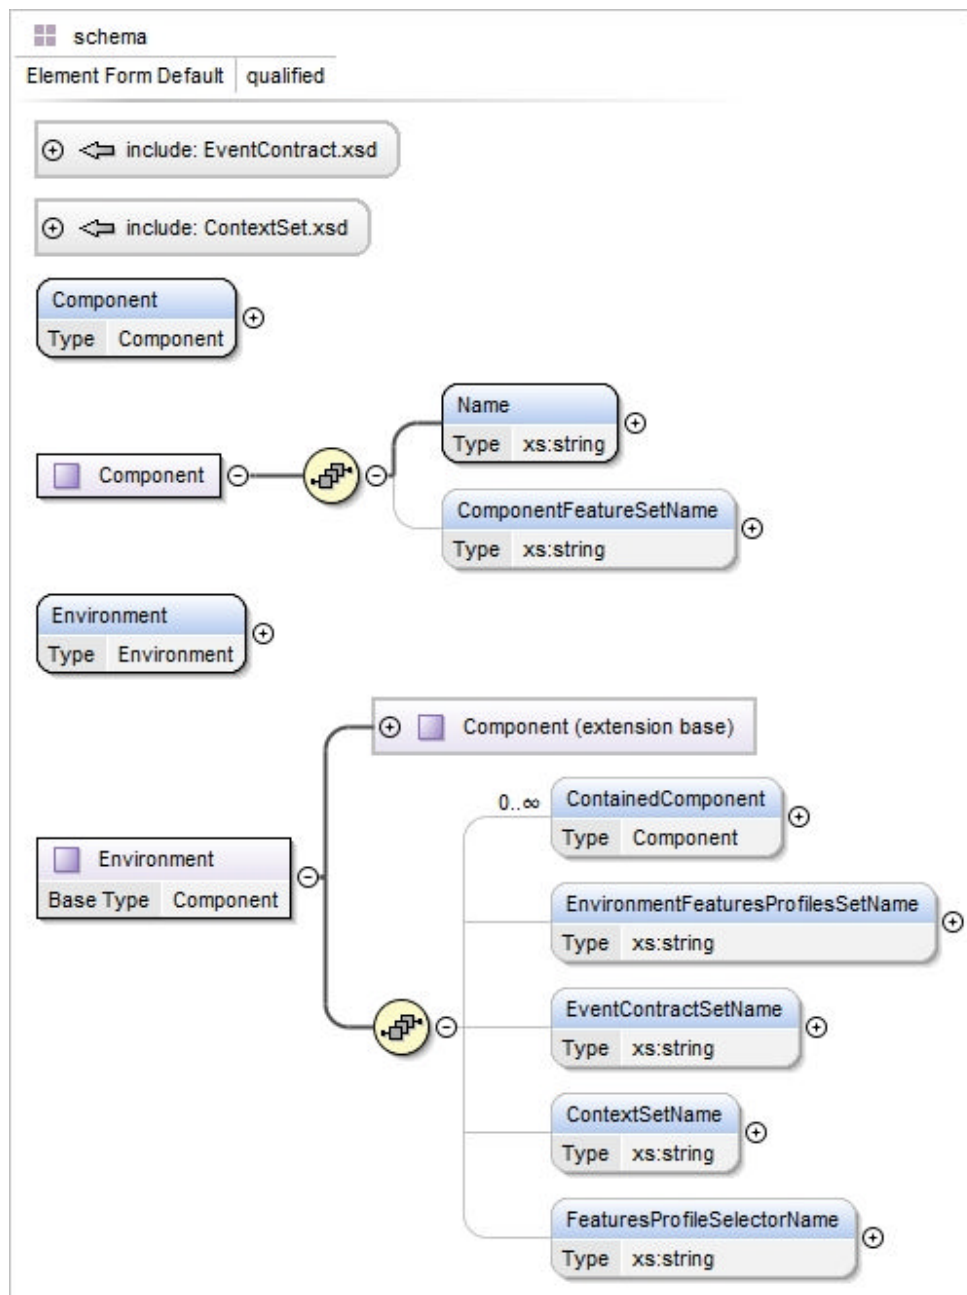 schema
Element Form Default qualified
include: EventContract.xsd
include: ContextSet.xsd
Component
Type Component
Name
Type xs:string
Component
ComponentFeatureSetName
Type xs:string
Environment
Type Environment
Component (extension base)
0..∞
ContainedComponent
Type Component
Environment
Base Type Component
EnvironmentFeaturesProfilesSetName
Type xs:string
EventContractSetName
Type xs:string
ContextSetName
Type xs:string
FeaturesProfileSelectorName
Type xs:string